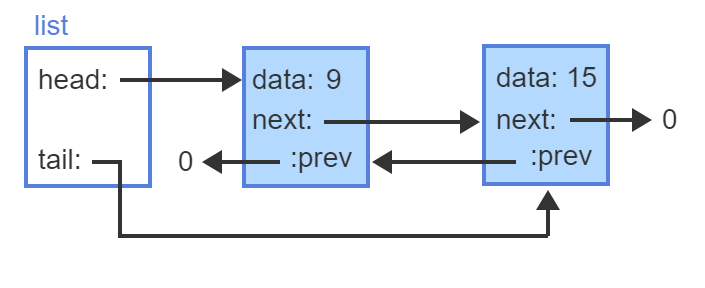 list
head:
tail:
data: 9
next:
0
:prev
data: 15
next:
0
:prev